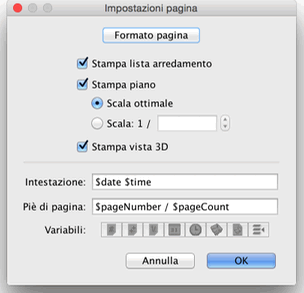 Impostazioni pagina
Formato pagina
Stampa lista arredamento
Stampa piano
Scala ottimale
Scala: 1 /
Stampa vista 3D
Intestazione: $date $time
Piè di pagina: $pageNumber / $pageCount
Variabili:
Annulla OK